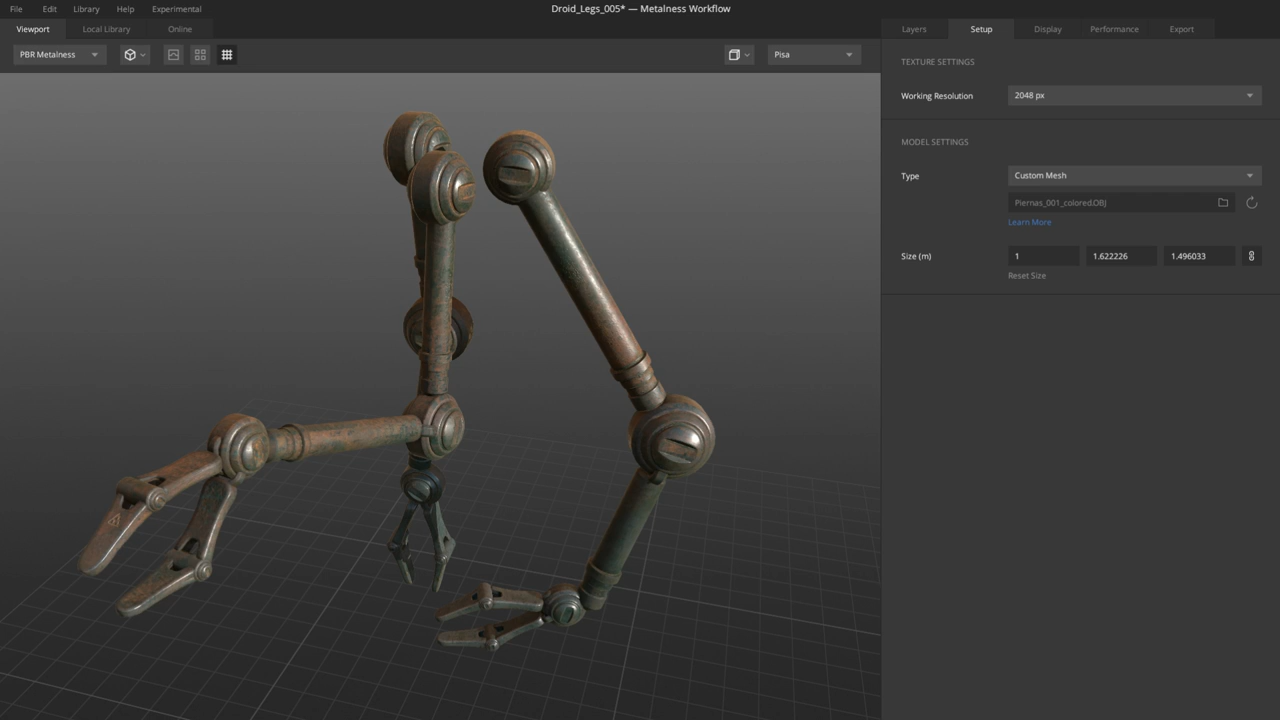 File Edit Library Help Experimental
Droid_Legs_005* — Metalness Workflow
Viewport Local Library Online
PBR Metalness
Pisa
Layers Setup Display Performance Export
TEXTURE SETTINGS
Working Resolution 2048 px
MODEL SETTINGS
Type Custom Mesh
Piernas_001_colored.OBJ
Learn More
Size (m) 1 1.622226 1.496033
Reset Size